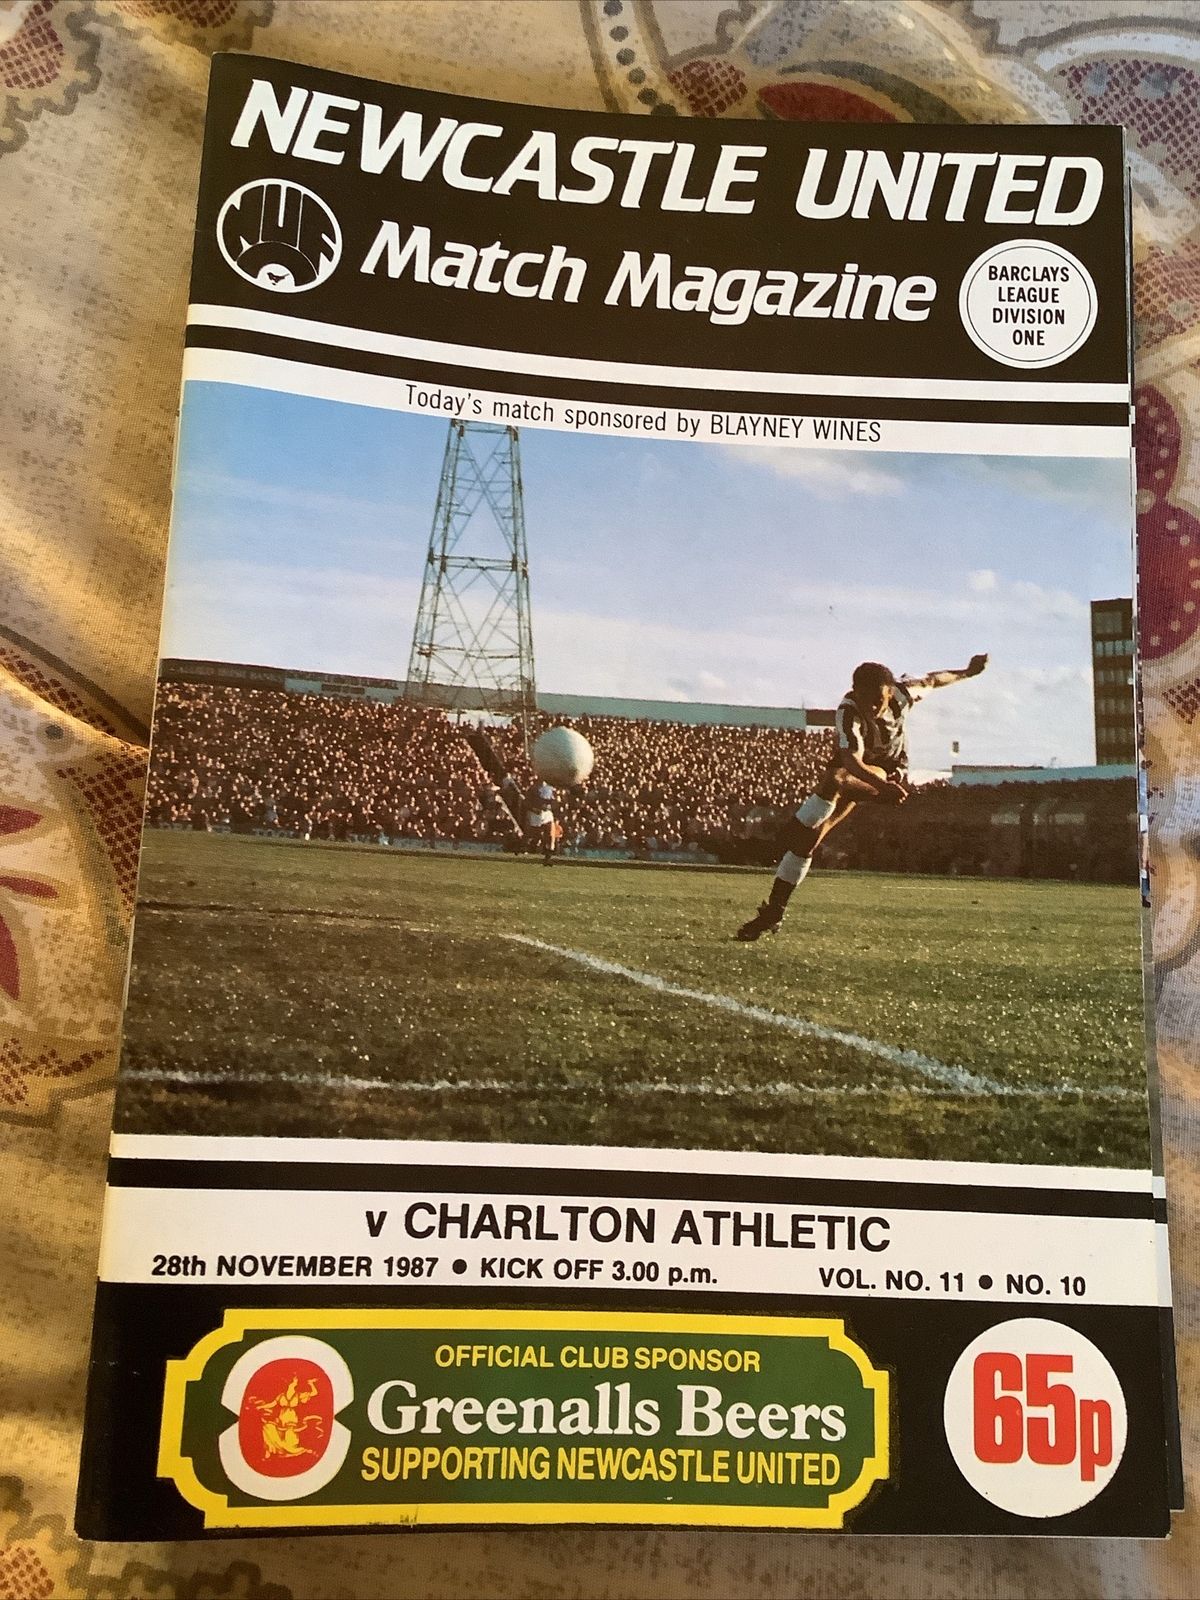 NEWCASTLE UNITED
NUFC
Match Magazine
BARCLAYS
LEAGUE
DIVISION
ONE
Today's match sponsored by BLAYNEY WINES
v CHARLTON ATHLETIC
28th NOVEMBER 1987 ● KICK OFF 3.00 p.m. VOL. NO. 11 ● NO. 10
OFFICIAL CLUB SPONSOR
Greenalls Beers
SUPPORTING NEWCASTLE UNITED
65p